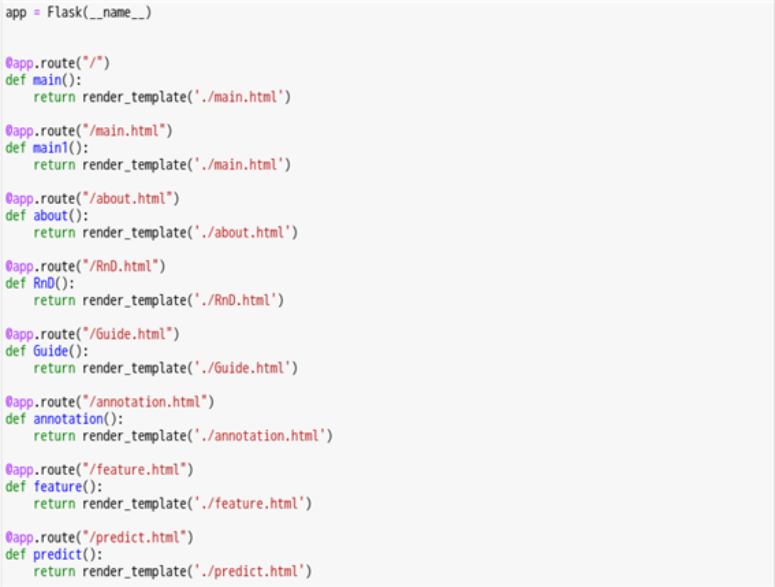 app = Flask(__name__)
@app.route("/")
def main():
    return render_template('./main.html')
@app.route("/main.html")
def main1():
    return render_template('./main.html')
@app.route("/about.html")
def about():
    return render_template('./about.html')
@app.route("/RnD.html")
def RnD():
    return render_template('./RnD.html')
@app.route("/Guide.html")
def Guide():
    return render_template('./Guide.html')
@app.route("/annotation.html")
def annotation():
    return render_template('./annotation.html')
@app.route("/feature.html")
def feature():
    return render_template('./feature.html')
@app.route("/predict.html")
def predict():
    return render_template('./predict.html')